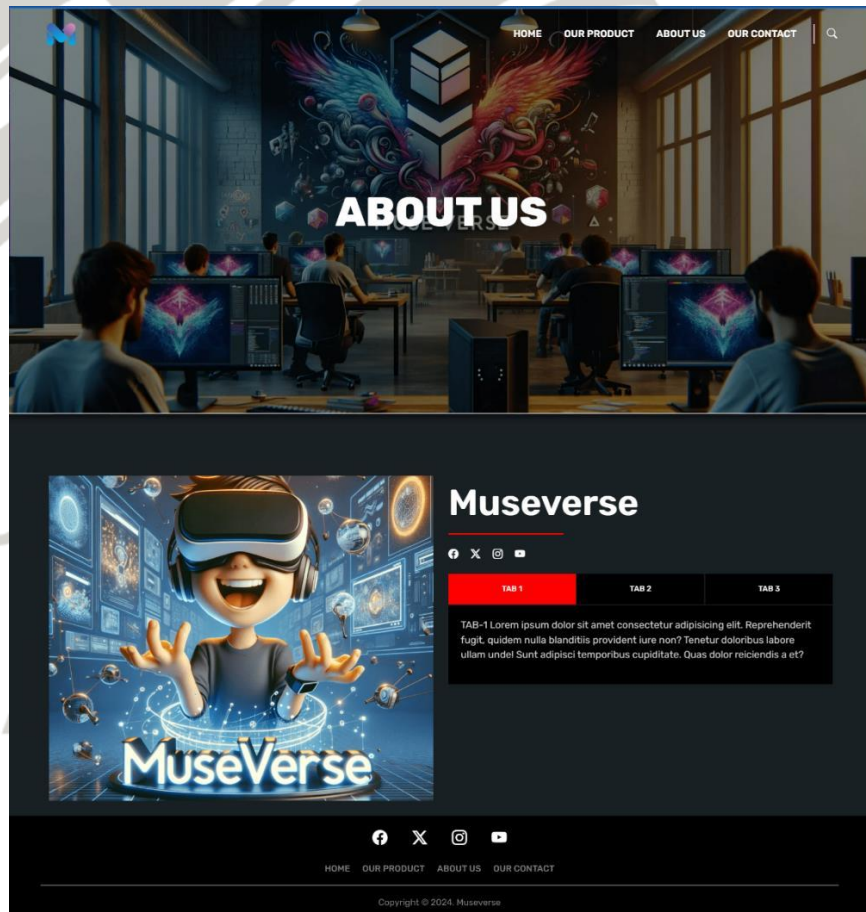 HOME OUR PRODUCT ABOUT US OUR CONTACT
ABOUT US
Museverse
TAB 1 TAB 2 TAB 3
TAB-1 Lorem ipsum dolor sit amet consectetur adipisicing elit. Reprehenderit
fugit, quidem nulla blanditiis provident iure non? Tenetur doloribus labore
ullam unde! Sunt adipisci temporibus cupiditate. Quas dolor reiciendis a et?
MuseVerse
HOME OUR PRODUCT ABOUT US OUR CONTACT
Copyright © 2024. Museverse